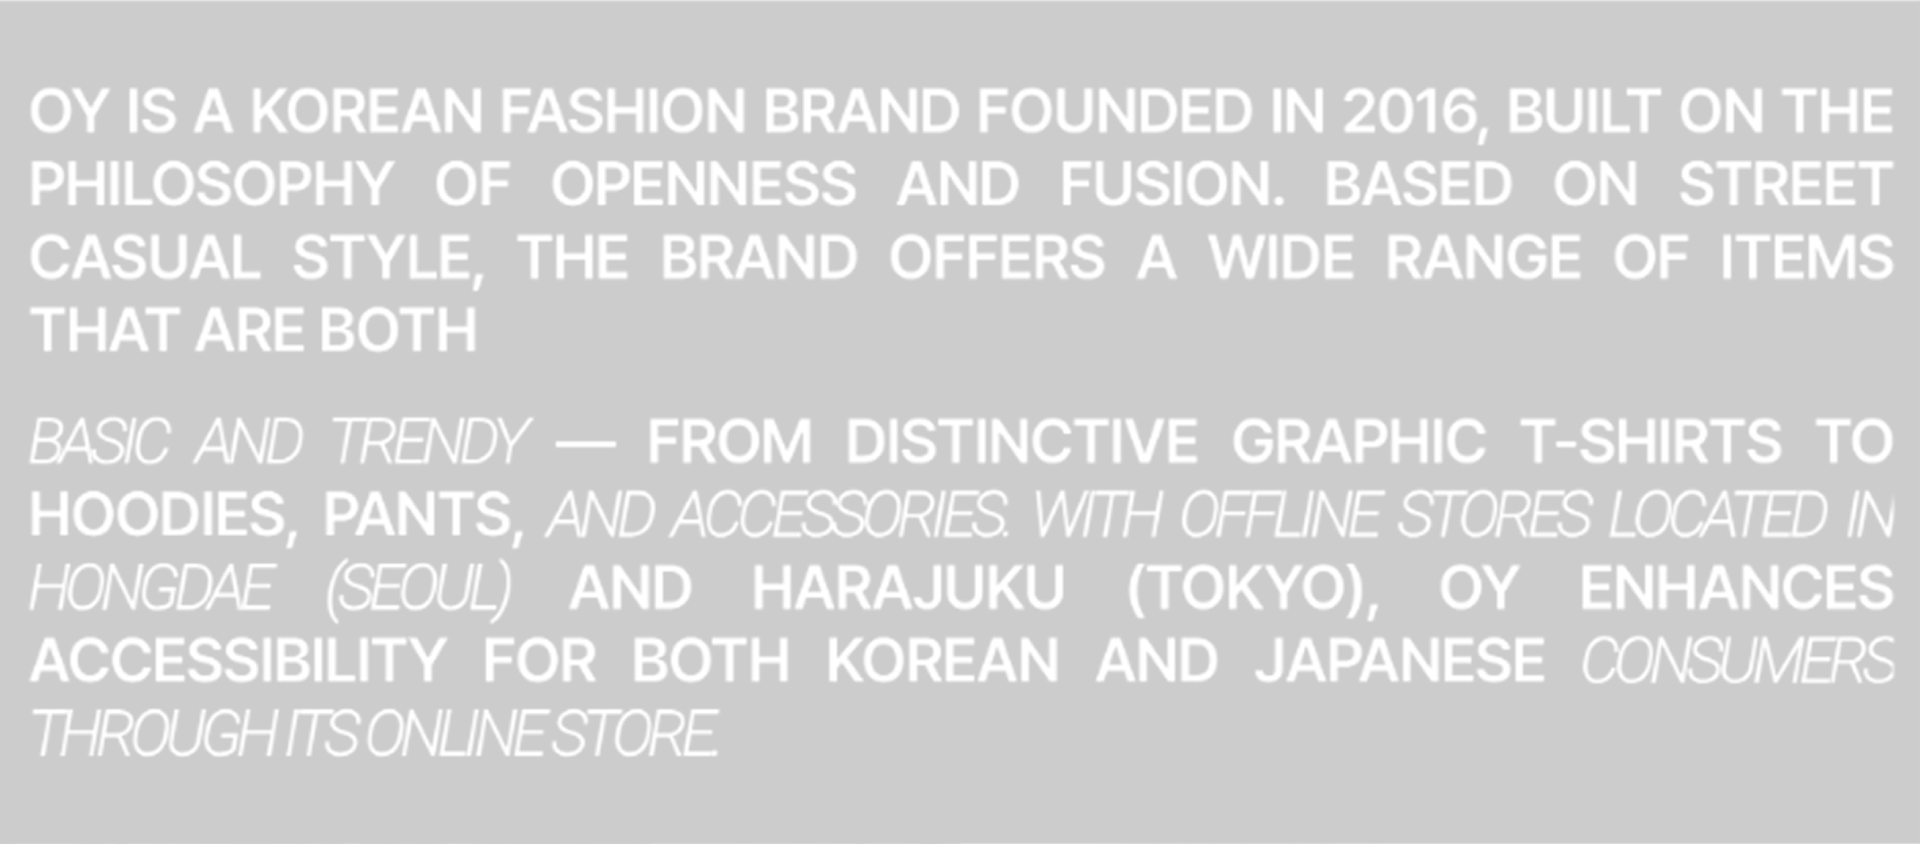 OY IS A KOREAN FASHION BRAND FOUNDED IN 2016, BUILT ON THE
PHILOSOPHY OF OPENNESS AND FUSION. BASED ON STREET
CASUAL STYLE, THE BRAND OFFERS A WIDE RANGE OF ITEMS
THAT ARE BOTH
BASIC AND TRENDY — FROM DISTINCTIVE GRAPHIC T-SHIRTS TO
HOODIES, PANTS, AND ACCESSORIES. WITH OFFLINE STORES LOCATED IN
HONGDAE (SEOUL) AND HARAJUKU (TOKYO), OY ENHANCES
ACCESSIBILITY FOR BOTH KOREAN AND JAPANESE CONSUMERS
THROUGH ITS ONLINE STORE.